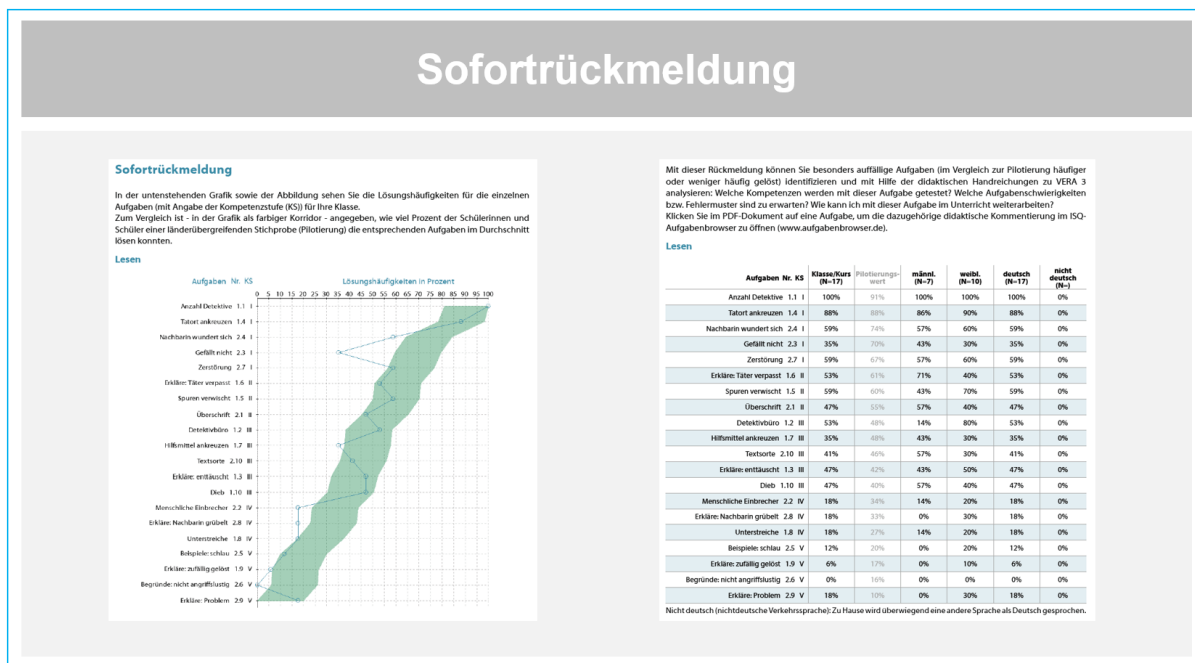 Sofortrückmeldung
Sofortrückmeldung
In der untenstehenden Grafik sowie der Abbildung sehen Sie die Lösungshäufigkeiten für die einzelnen
Aufgaben (mit Angabe der Kompetenzstufe (KS)) für Ihre Klasse.
Zum Vergleich ist - in der Grafik als farbiger Korridor - angegeben, wie viel Prozent der Schülerinnen und
Schüler einer länderübergreifenden Stichprobe (Pilotierung) die entsprechenden Aufgaben im Durchschnitt
lösen konnten.
Lesen
Aufgaben Nr. KS Lösungshäufigkeiten in Prozent
0 5 10 15 20 25 30 35 40 45 50 55 60 65 70 75 80 85 90 95 100
Anzahl Detektive 1.1 I
Tatort ankreuzen 1.4 I
Nachbarin wundert sich 2.4 I
Gefällt nicht 2.3 I
Zerstörung 2.7 I
Erkläre: Täter verpasst 1.6 II
Spuren verwischt 1.5 II
Überschrift 2.1 II
Detektivbüro 1.2 III
Hilfsmittel ankreuzen 1.7 III
Textsorte 2.10 III
Erkläre: enttäuscht 1.3 III
Dieb 1.10 III
Menschliche Einbrecher 2.2 IV
Erkläre: Nachbarin grübelt 2.8 IV
Unterstreiche 1.8 IV
Beispiele: schlau 2.5 V
Erkläre: zufällig gelöst 1.9 V
Begründe: nicht angriffslustig 2.6 V
Erkläre: Problem 2.9 V
Mit dieser Rückmeldung können Sie besonders auffällige Aufgaben (im Vergleich zur Pilotierung häufiger
oder weniger häufig gelöst) identifizieren und mit Hilfe der didaktischen Handreichungen zu VERA 3
analysieren: Welche Kompetenzen werden mit dieser Aufgabe getestet? Welche Aufgabenschwierigkeiten
bzw. Fehlermuster sind zu erwarten? Wie kann ich mit dieser Aufgabe im Unterricht weiterarbeiten?
Klicken Sie im PDF-Dokument auf eine Aufgabe, um die dazugehörige didaktische Kommentierung im ISQ-
Aufgabenbrowser zu öffnen (www.aufgabenbrowser.de).
Lesen
Aufgaben Nr. KS Klasse/Kurs (N=17) Pilotierungs-wert männl. (N=7) weibl. (N=10) deutsch (N=17) nicht deutsch (N=-)
Anzahl Detektive 1.1 I 100% 91% 100% 100% 100% 0%
Tatort ankreuzen 1.4 I 88% 88% 86% 90% 88% 0%
Nachbarin wundert sich 2.4 I 59% 74% 57% 60% 59% 0%
Gefällt nicht 2.3 I 35% 70% 43% 30% 35% 0%
Zerstörung 2.7 I 59% 67% 57% 60% 59% 0%
Erkläre: Täter verpasst 1.6 II 53% 61% 71% 40% 53% 0%
Spuren verwischt 1.5 II 59% 60% 43% 70% 59% 0%
Überschrift 2.1 II 47% 55% 57% 40% 47% 0%
Detektivbüro 1.2 III 53% 48% 14% 80% 53% 0%
Hilfsmittel ankreuzen 1.7 III 35% 48% 43% 30% 35% 0%
Textsorte 2.10 III 41% 46% 57% 30% 41% 0%
Erkläre: enttäuscht 1.3 III 47% 42% 43% 50% 47% 0%
Dieb 1.10 III 47% 40% 57% 40% 47% 0%
Menschliche Einbrecher 2.2 IV 18% 34% 14% 20% 18% 0%
Erkläre: Nachbarin grübelt 2.8 IV 18% 33% 0% 30% 18% 0%
Unterstreiche 1.8 IV 18% 27% 14% 20% 18% 0%
Beispiele: schlau 2.5 V 12% 20% 0% 20% 12% 0%
Erkläre: zufällig gelöst 1.9 V 6% 17% 0% 10% 6% 0%
Begründe: nicht angriffslustig 2.6 V 0% 16% 0% 0% 0% 0%
Erkläre: Problem 2.9 V 18% 10% 0% 30% 18% 0%
Nicht deutsch (nichtdeutsche Verkehrssprache): Zu Hause wird überwiegend eine andere Sprache als Deutsch gesprochen.